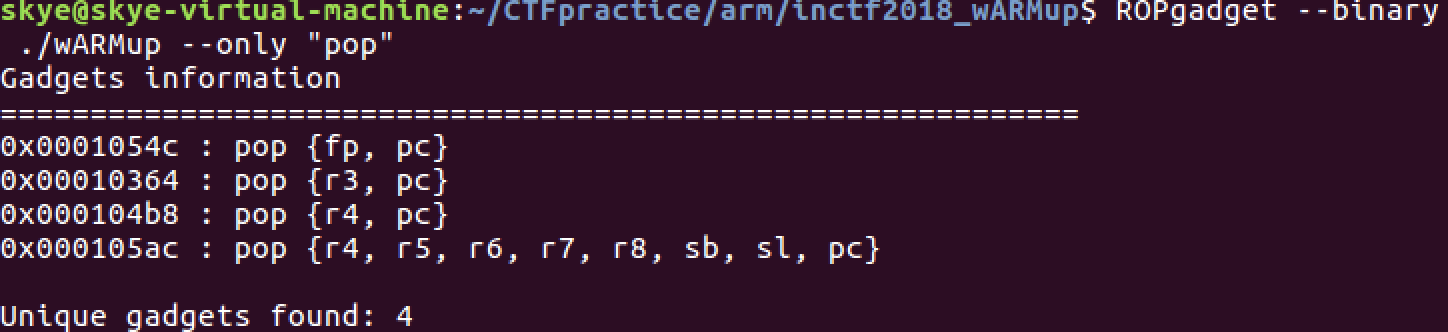 skye@skye-virtual-machine:~/CTFpractice/arm/inctf2018_wARMup$ ROPgadget --binary
./wARMup --only "pop"
Gadgets information
============================================================
0x0001054c : pop {fp, pc}
0x00010364 : pop {r3, pc}
0x000104b8 : pop {r4, pc}
0x000105ac : pop {r4, r5, r6, r7, r8, sb, sl, pc}
Unique gadgets found: 4